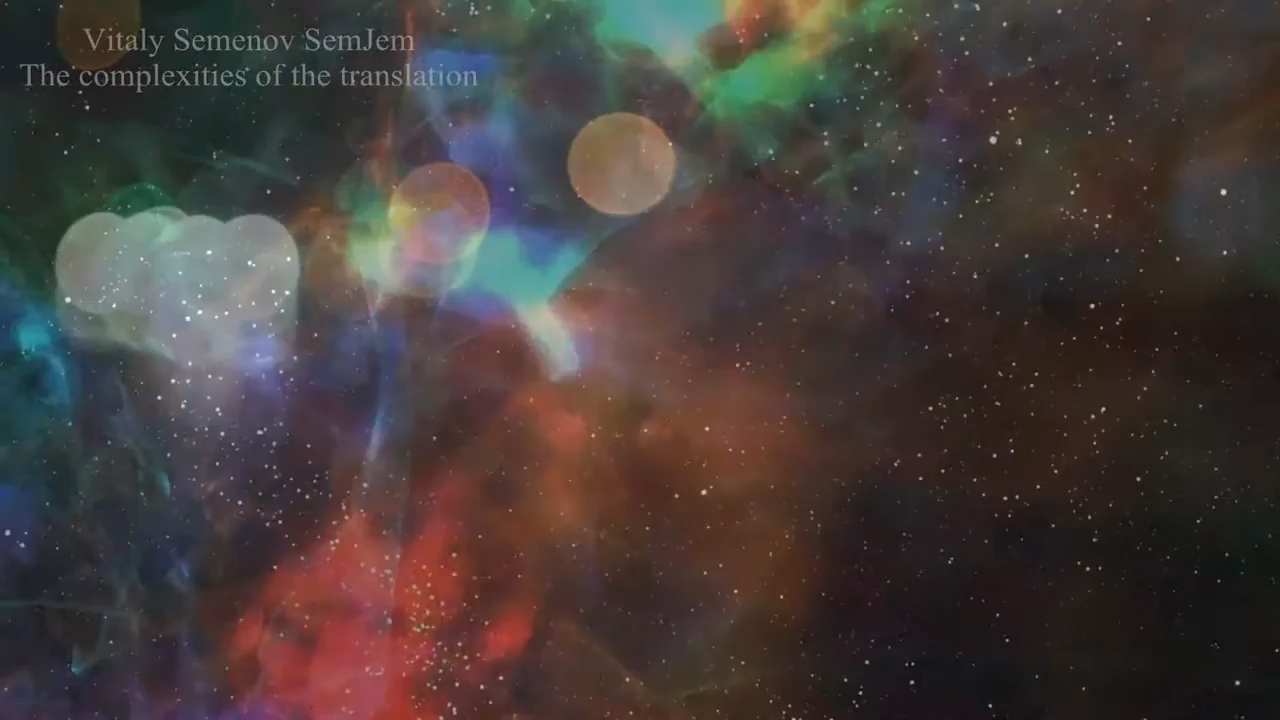 Vitaly Semenov SemJem
The complexities of the translation